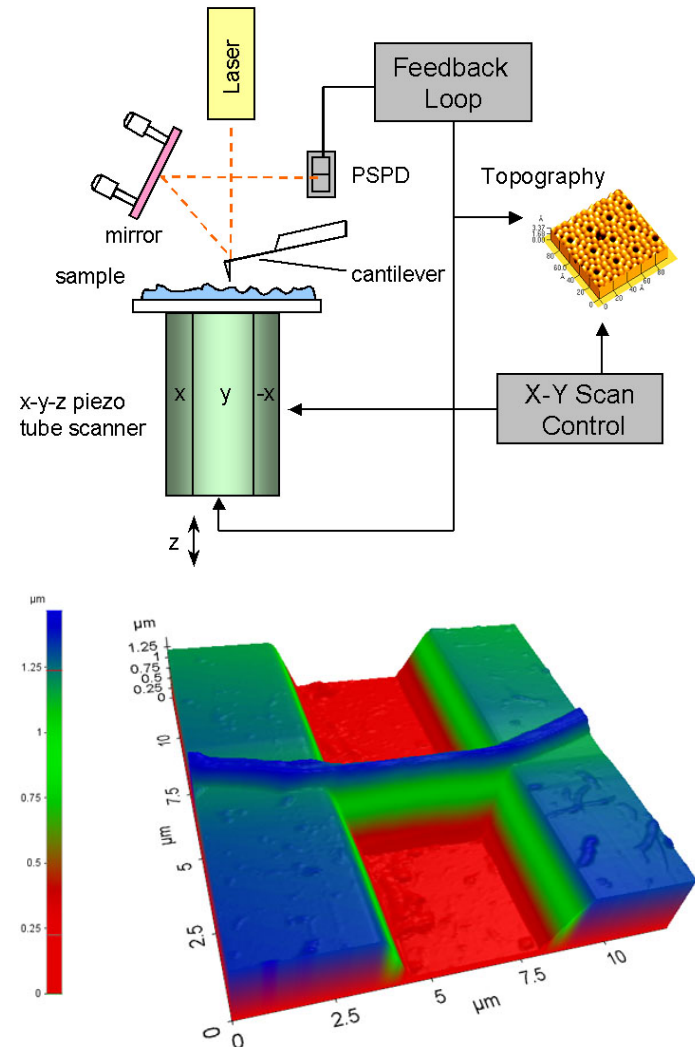 Laser
Feedback
Loop
PSPD
mirror
Topography
sample
cantilever
x
y
-x
x-y-z piezo
tube scanner
X-Y Scan
Control
z
µm
1.25
1
0.75
0.5
0.25
0
µm
1.25
1
0.75
0.5
0.25
0
10
7.5
µm
5
2.5
0
0
2.5
5
µm
7.5
10